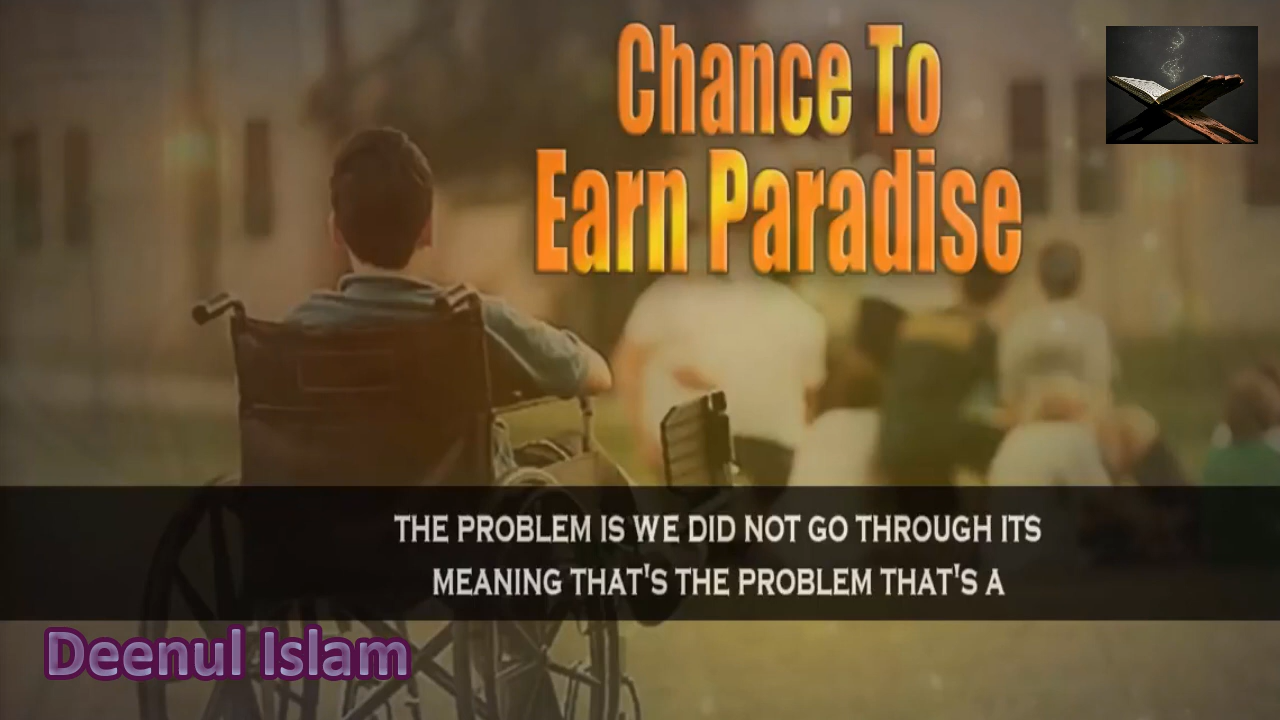 Chance To
Earn Paradise
THE PROBLEM IS WE DID NOT GO THROUGH ITS
MEANING THAT'S THE PROBLEM THAT'S A
Deenul Islam